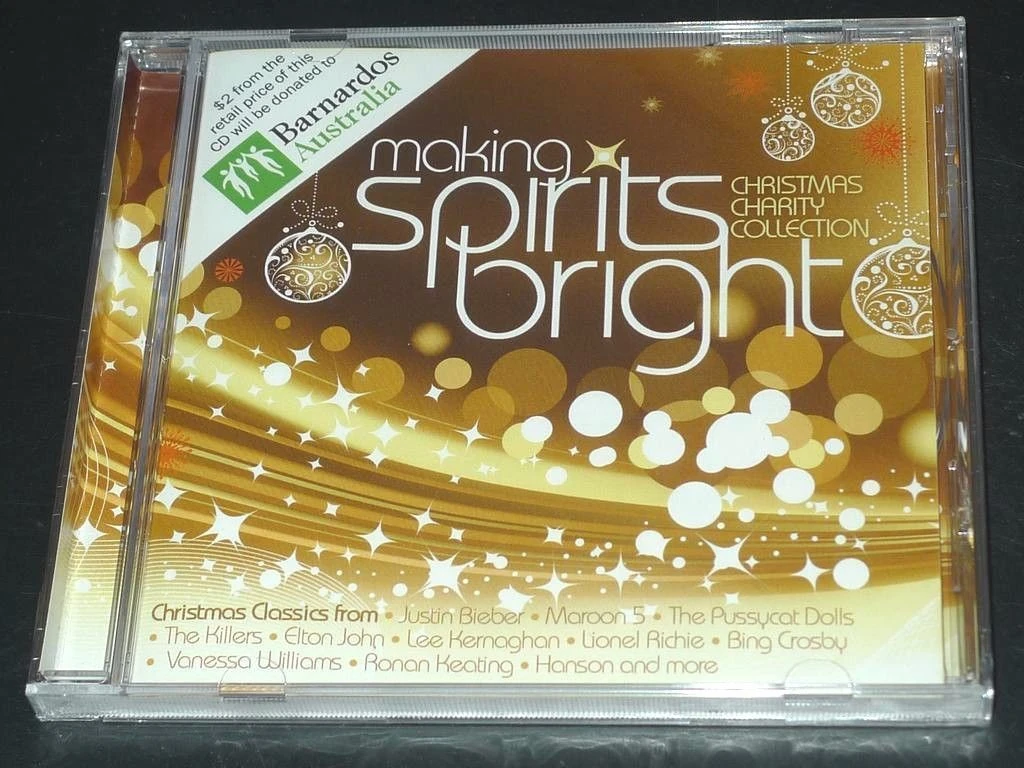 $2 from the
retail price of this
CD will be donated to
Barnardos
Australia
making
spirits
bright
CHRISTMAS
CHARITY
COLLECTION
Christmas Classics from • Justin Bieber • Maroon 5 • The Pussycat Dolls
• The Killers • Elton John • Lee Kernaghan • Lionel Richie • Bing Crosby
• Vanessa Williams • Ronan Keating • Hanson and more